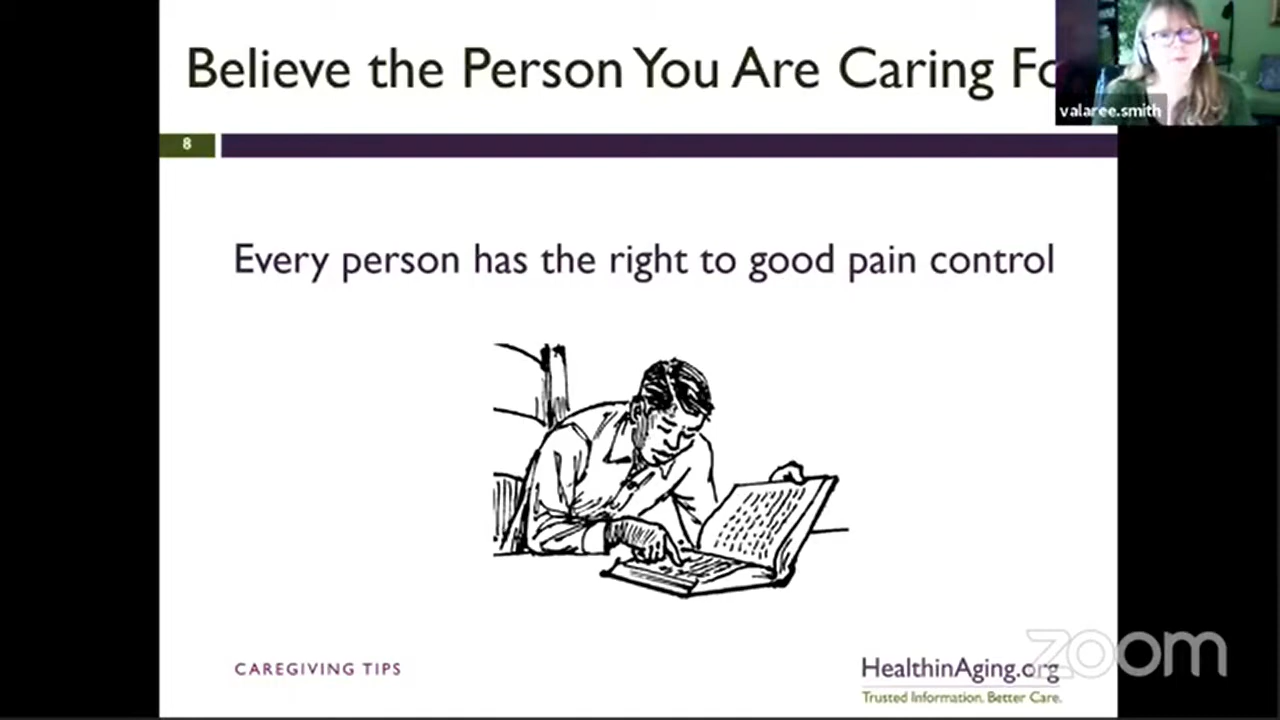 Believe the Person You Are Caring Fo
valaree.smith
8
Every person has the right to good pain control
CAREGIVING TIPS
HealthinAging.org
Trusted Information. Better Care.
zoom